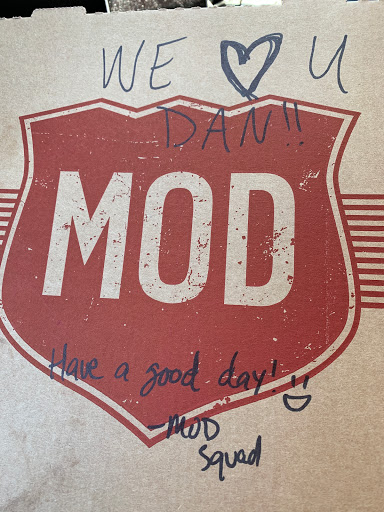 WE ♡ U
DAN!!
MOD
Have a good day! :D
-MOD
Squad